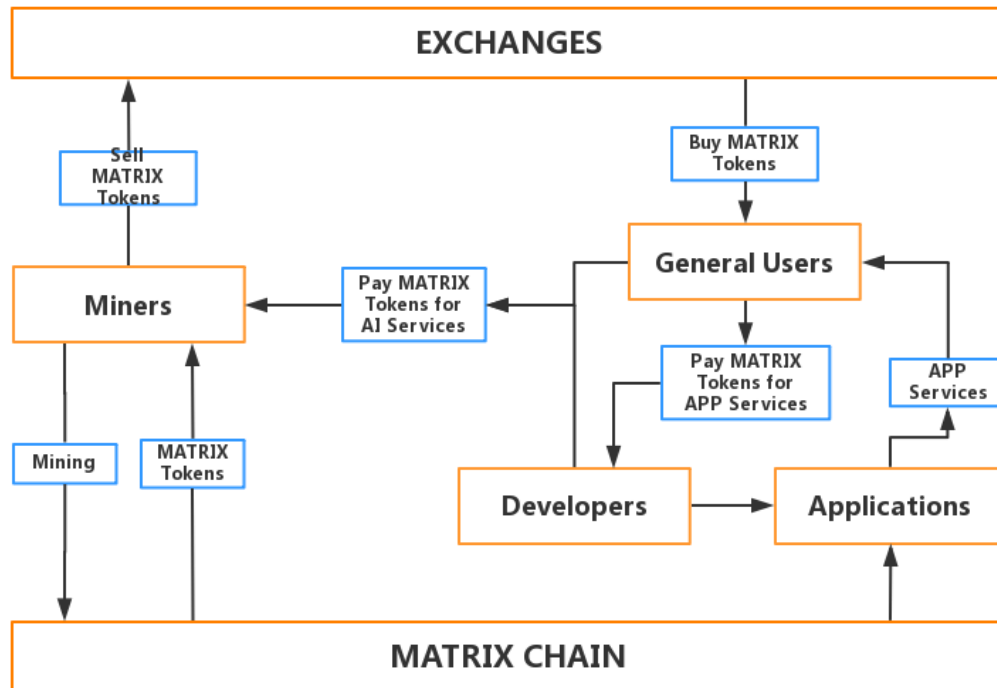 EXCHANGES
Sell
MATRIX
Tokens
Buy MATRIX
Tokens
General Users
Miners
Pay MATRIX
Tokens for
AI Services
Pay MATRIX
Tokens for
APP Services
APP
Services
Mining
MATRIX
Tokens
Developers
Applications
MATRIX CHAIN